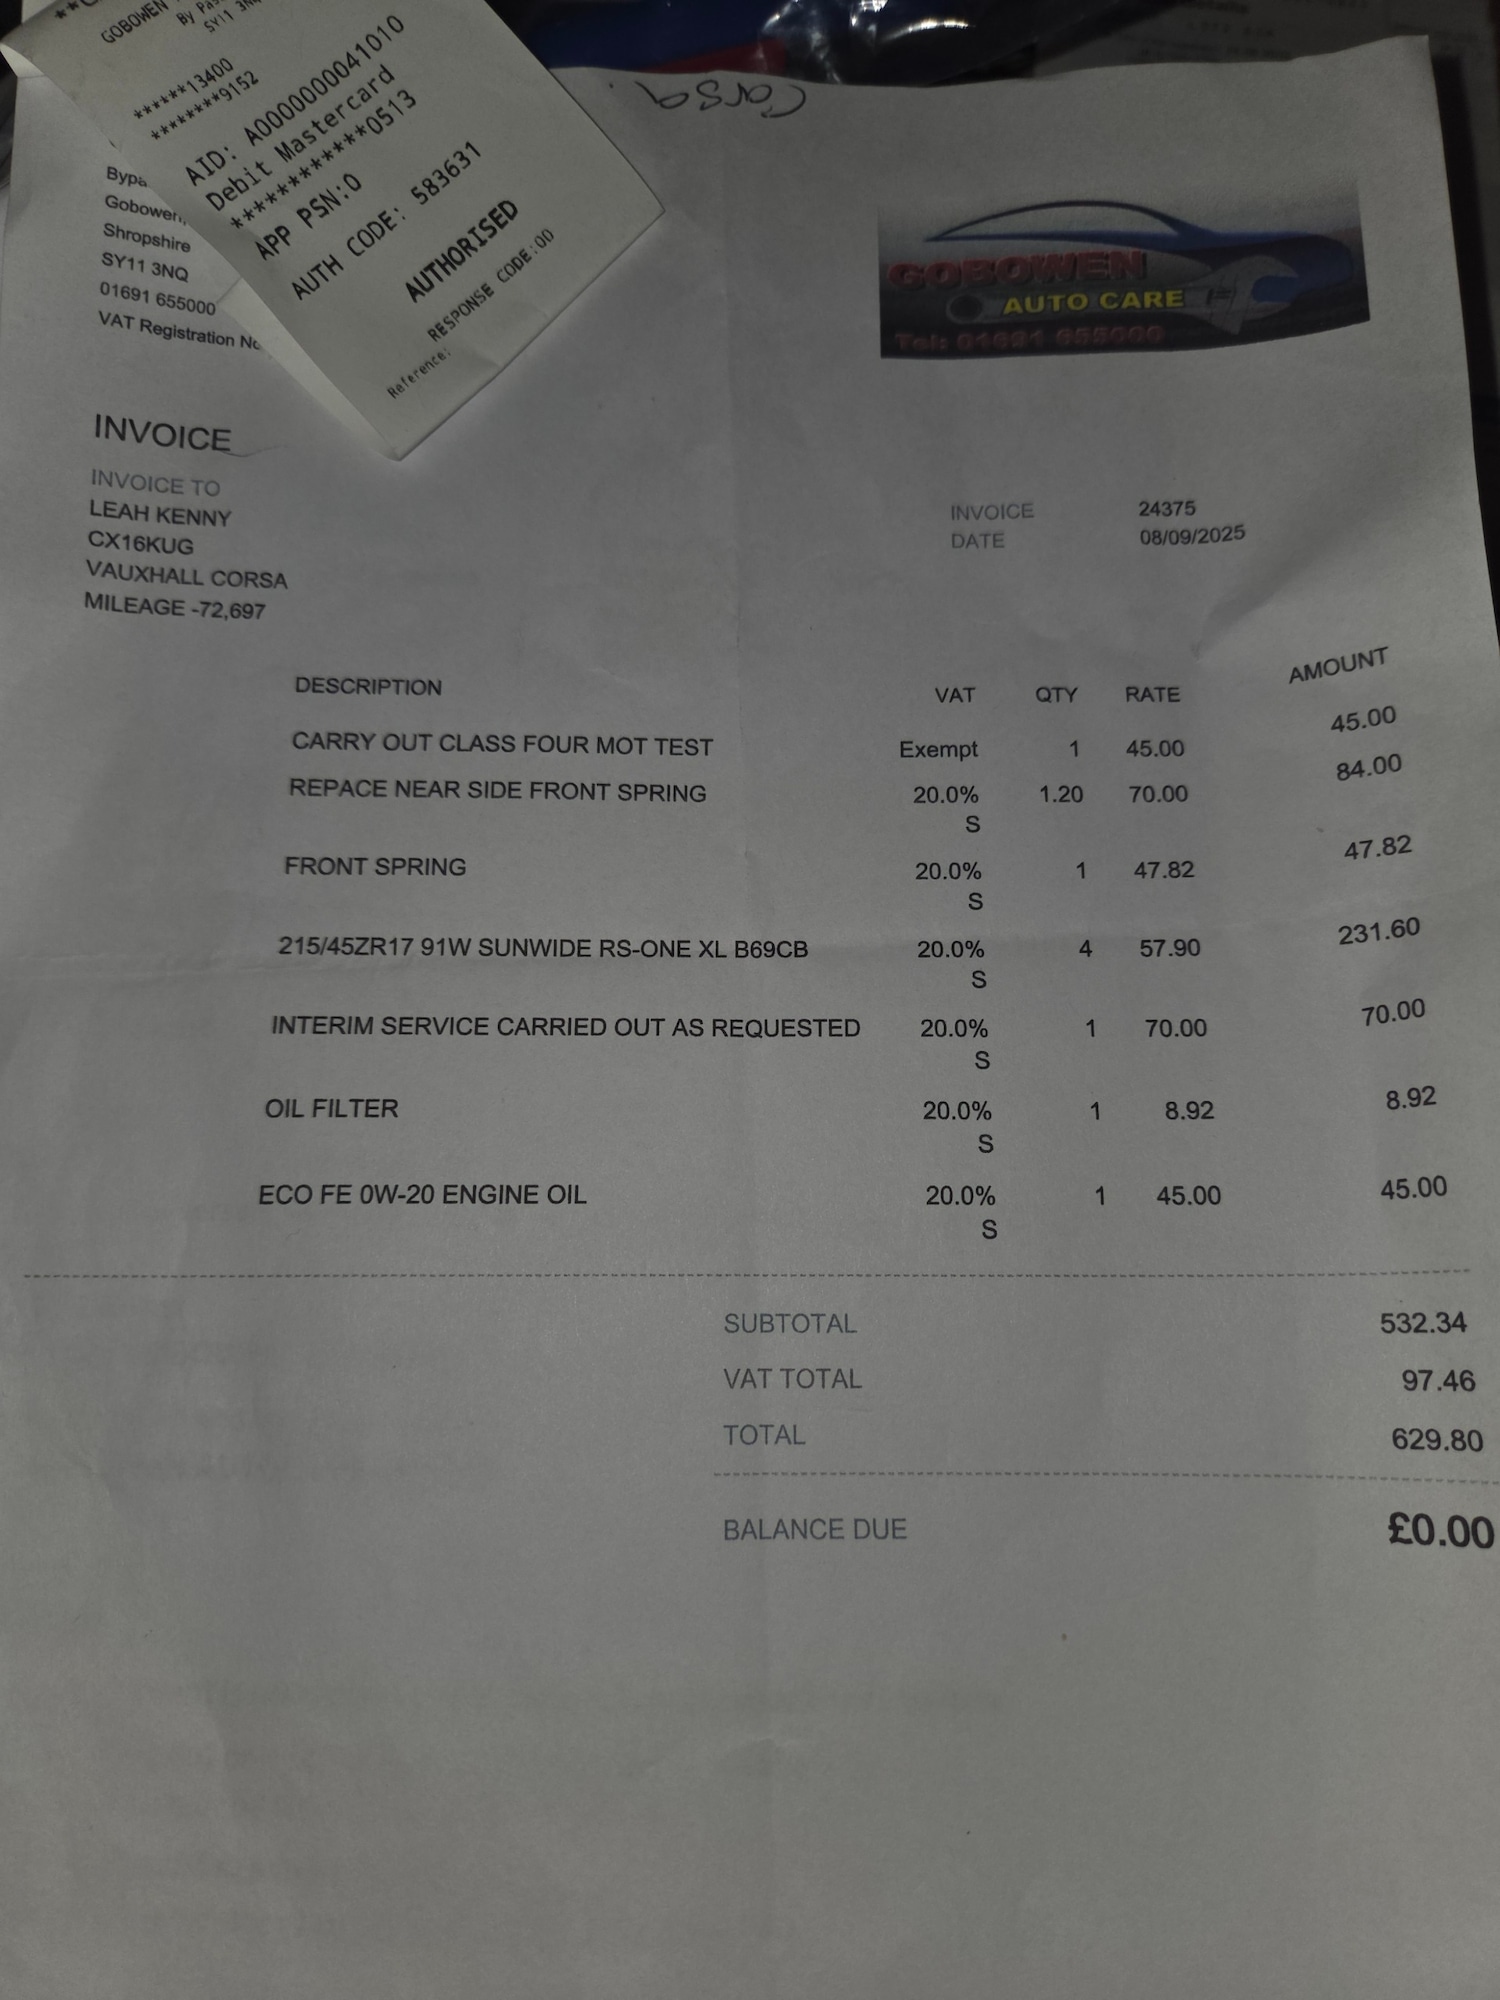 GOBOWEN
By Pas
SY11 3N
******13400
********9152
AID: A0000000041010
Debit Mastercard
************0513
APP PSN:0
AUTH CODE: 583631
AUTHORISED
RESPONSE CODE:00
Reference:
Corsa
Bypa
Gobowen,
Shropshire
SY11 3NQ
01691 655000
VAT Registration No
GOBOWEN
AUTO CARE
Tel: 01691 655000
INVOICE
INVOICE TO
LEAH KENNY
CX16KUG
VAUXHALL CORSA
MILEAGE -72,697
INVOICE 24375
DATE 08/09/2025
DESCRIPTION VAT QTY RATE AMOUNT
CARRY OUT CLASS FOUR MOT TEST Exempt 1 45.00 45.00
REPACE NEAR SIDE FRONT SPRING 20.0% 1.20 70.00 84.00
S
FRONT SPRING 20.0% 1 47.82 47.82
S
215/45ZR17 91W SUNWIDE RS-ONE XL B69CB 20.0% 4 57.90 231.60
S
INTERIM SERVICE CARRIED OUT AS REQUESTED 20.0% 1 70.00 70.00
S
OIL FILTER 20.0% 1 8.92 8.92
S
ECO FE 0W-20 ENGINE OIL 20.0% 1 45.00 45.00
S
SUBTOTAL 532.34
VAT TOTAL 97.46
TOTAL 629.80
BALANCE DUE £0.00